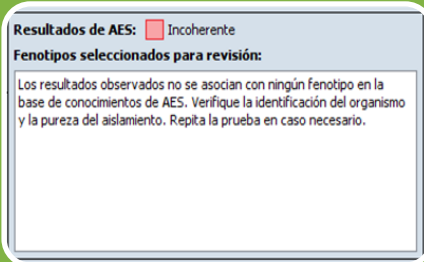 Resultados de AES: Incoherente
Fenotipos seleccionados para revisión:
Los resultados observados no se asocian con ningún fenotipo en la
base de conocimientos de AES. Verifique la identificación del organismo
y la pureza del aislamiento. Repita la prueba en caso necesario.